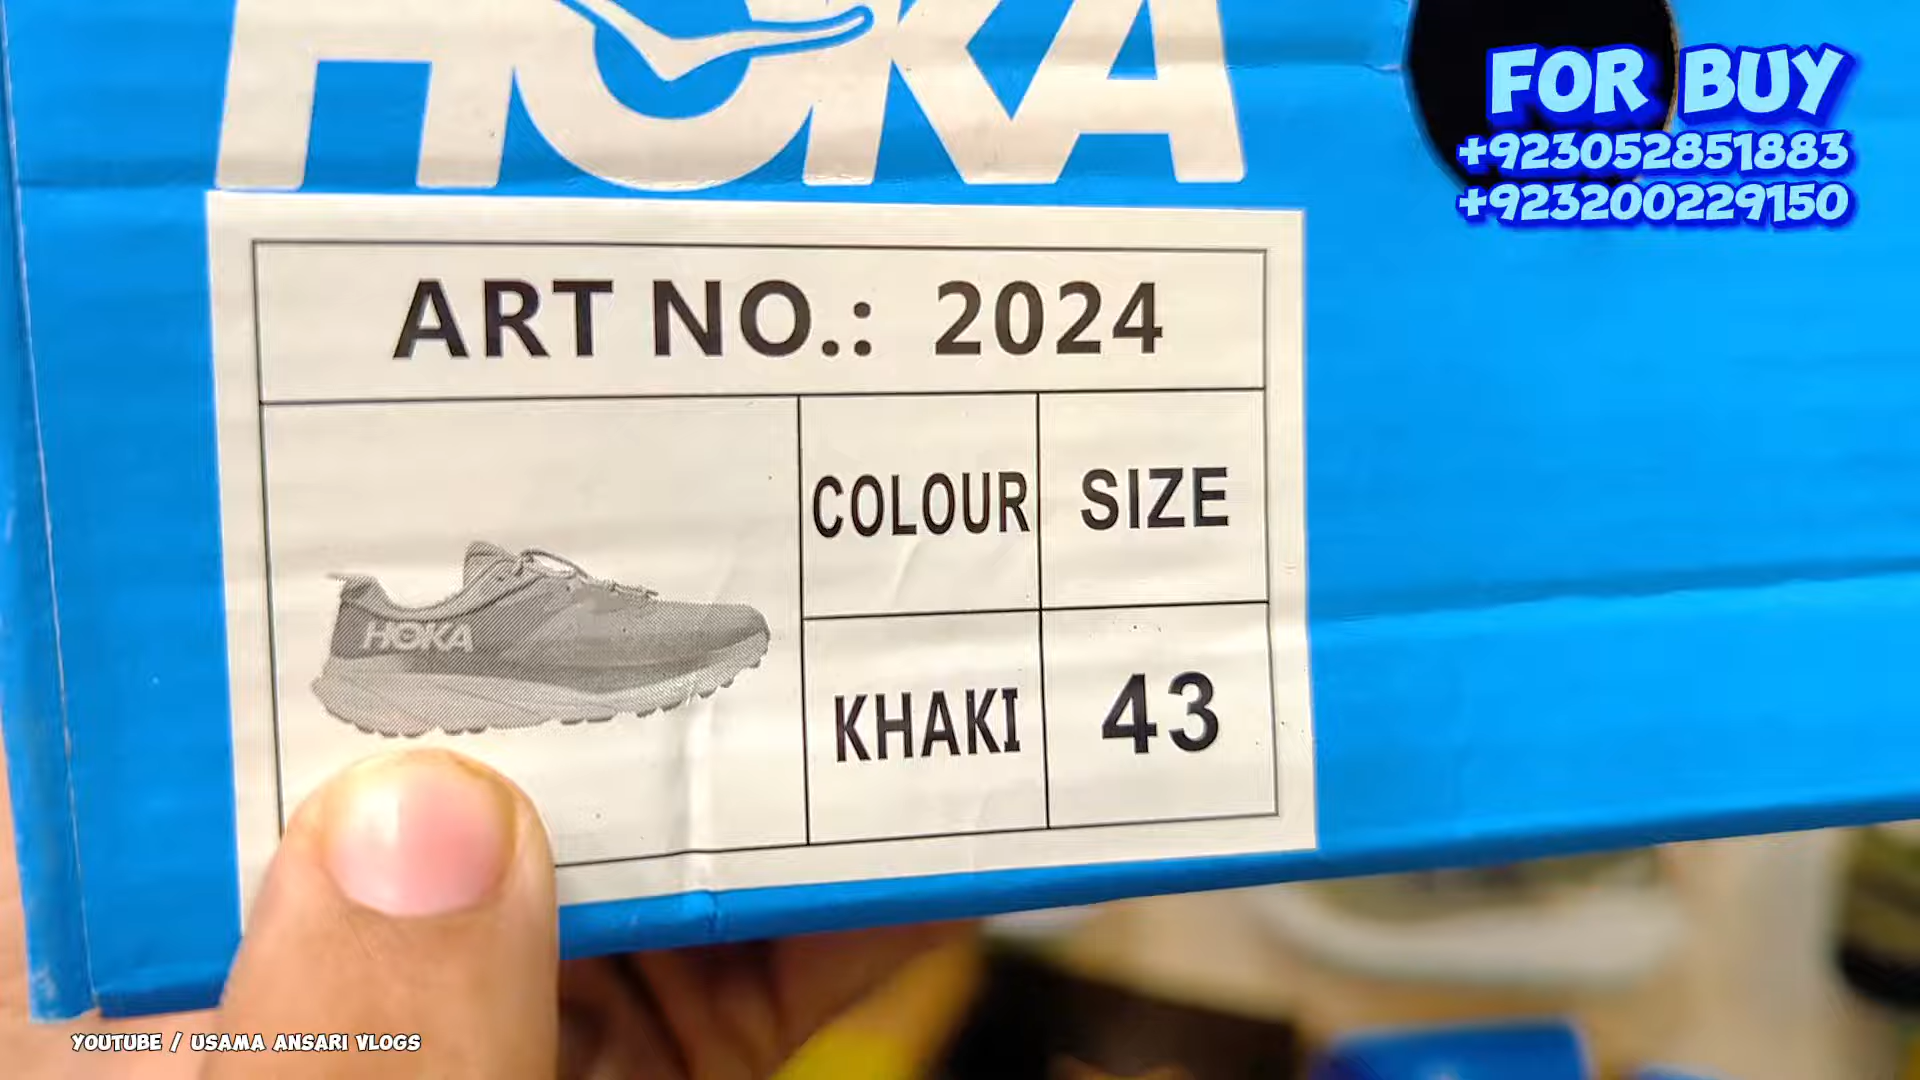 HOKA
FOR BUY
+923052851883
+923200229150
ART NO.: 2024
HOKA
COLOUR SIZE
KHAKI 43
YOUTUBE / USAMA ANSARI VLOGS